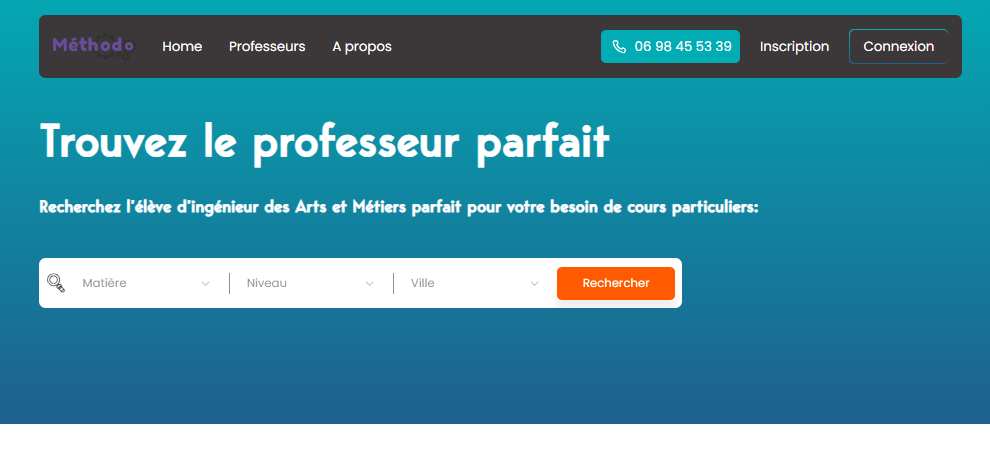 Méthodo
Home
Professeurs
A propos
06 98 45 53 39
Inscription
Connexion
Trouvez le professeur parfait
Recherchez l'élève d'ingénieur des Arts et Métiers parfait pour votre besoin de cours particuliers:
Matière
Niveau
Ville
Rechercher